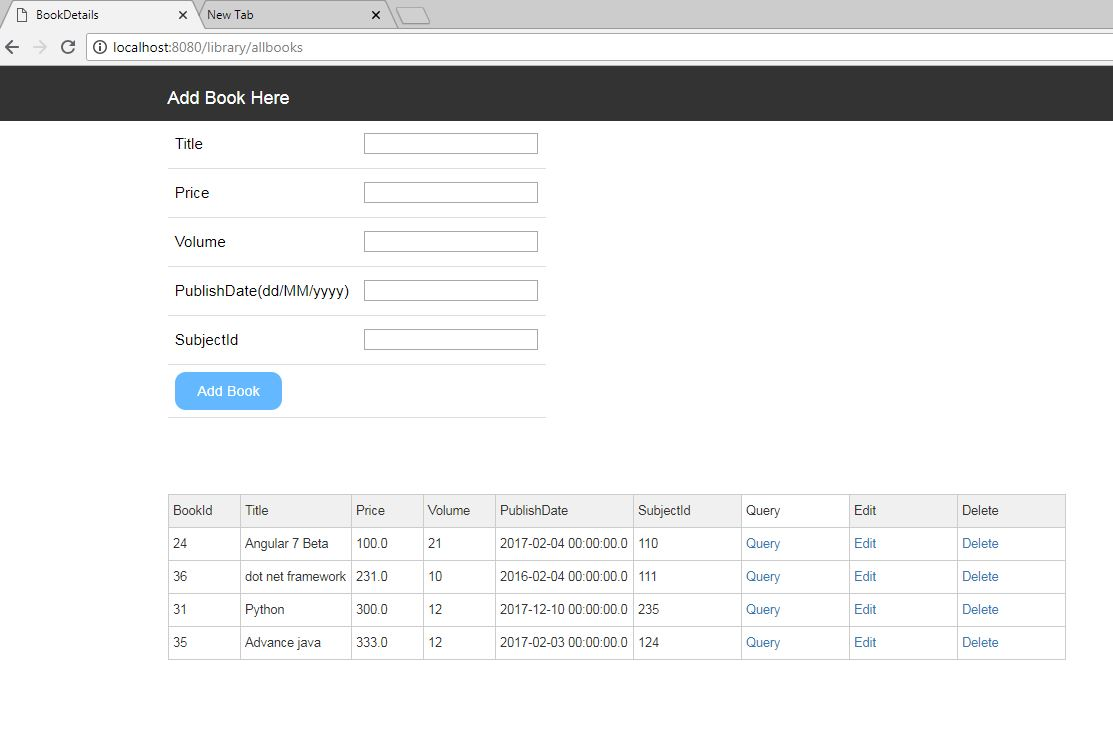 BookDetails New Tab
localhost:8080/library/allbooks
Add Book Here
Title
Price
Volume
PublishDate(dd/MM/yyyy)
SubjectId
Add Book
BookId Title Price Volume PublishDate SubjectId Query Edit Delete
24 Angular 7 Beta 100.0 21 2017-02-04 00:00:00.0 110 Query Edit Delete
36 dot net framework 231.0 10 2016-02-04 00:00:00.0 111 Query Edit Delete
31 Python 300.0 12 2017-12-10 00:00:00.0 235 Query Edit Delete
35 Advance java 333.0 12 2017-02-03 00:00:00.0 124 Query Edit Delete